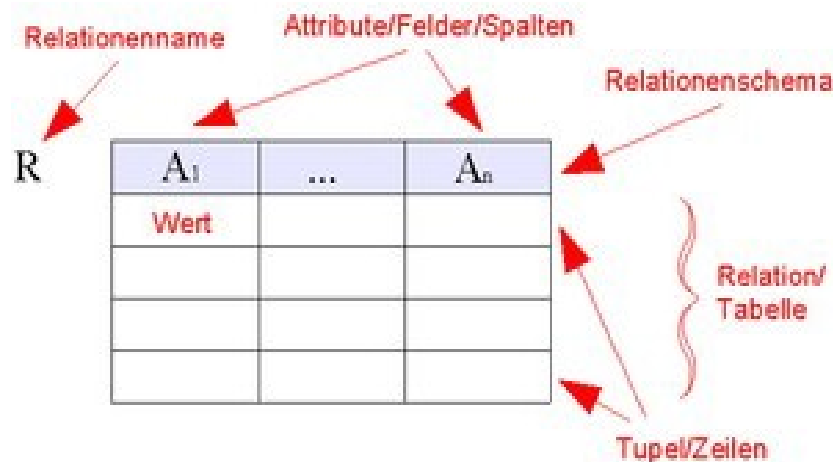 Relationenname
Attribute/Felder/Spalten
Relationenschema
R
A₁
...
Aₙ
Wert
Relation/
Tabelle
Tupel/Zeilen